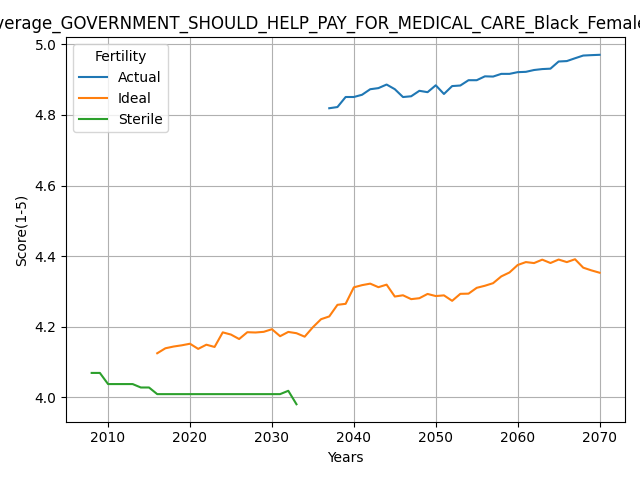 verage_GOVERNMENT_SHOULD_HELP_PAY_FOR_MEDICAL_CARE_Black_Female
Fertility
Actual
Ideal
Sterile
Score(1-5)
5.0
4.8
4.6
4.4
4.2
4.0
2010 2020 2030 2040 2050 2060 2070
Years